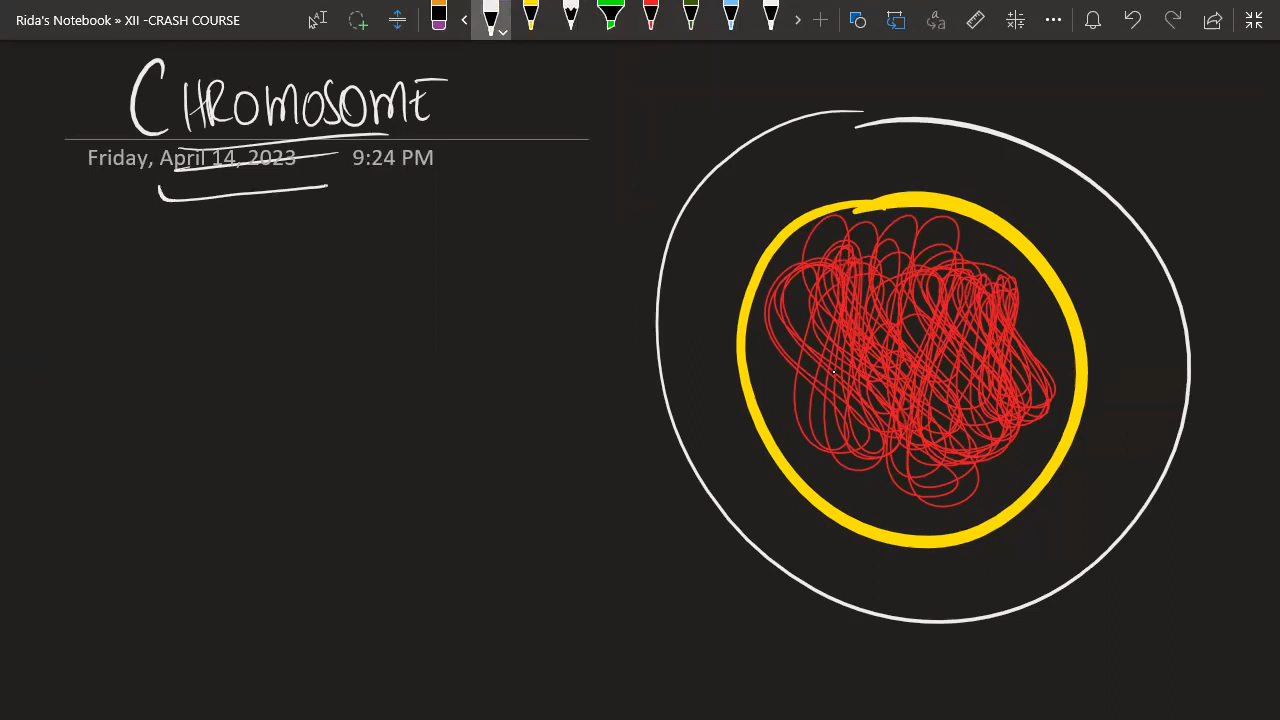 Rida's Notebook » XII -CRASH COURSE
CHROMOSOME
Friday, April 14, 2023 9:24 PM